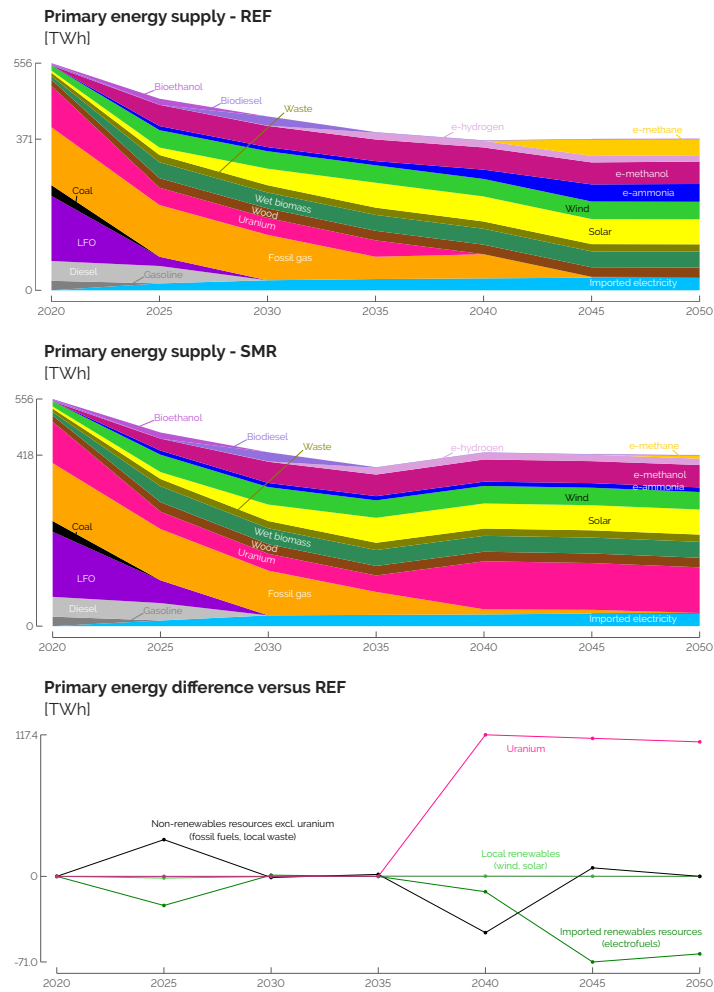 Primary energy supply - REF
[TWh]
556
371
0
Bioethanol
Biodiesel
Waste
e-hydrogen
e-methane
Coal
Wet biomass
Wood
Uranium
e-methanol
e-ammonia
Wind
Solar
LFO
Fossil gas
Diesel
Gasoline
Imported electricity
2020 2025 2030 2035 2040 2045 2050
Primary energy supply - SMR
[TWh]
556
418
0
Bioethanol
Biodiesel
Waste
e-hydrogen
e-methane
e-methanol
e-ammonia
Wind
Coal
Wet biomass
Wood
Uranium
Solar
LFO
Fossil gas
Diesel
Gasoline
Imported electricity
2020 2025 2030 2035 2040 2045 2050
Primary energy difference versus REF
[TWh]
117.4
0
-71.0
Uranium
Non-renewables resources excl. uranium
(fossil fuels, local waste)
Local renewables
(wind, solar)
Imported renewables resources
(electrofuels)
2020 2025 2030 2035 2040 2045 2050